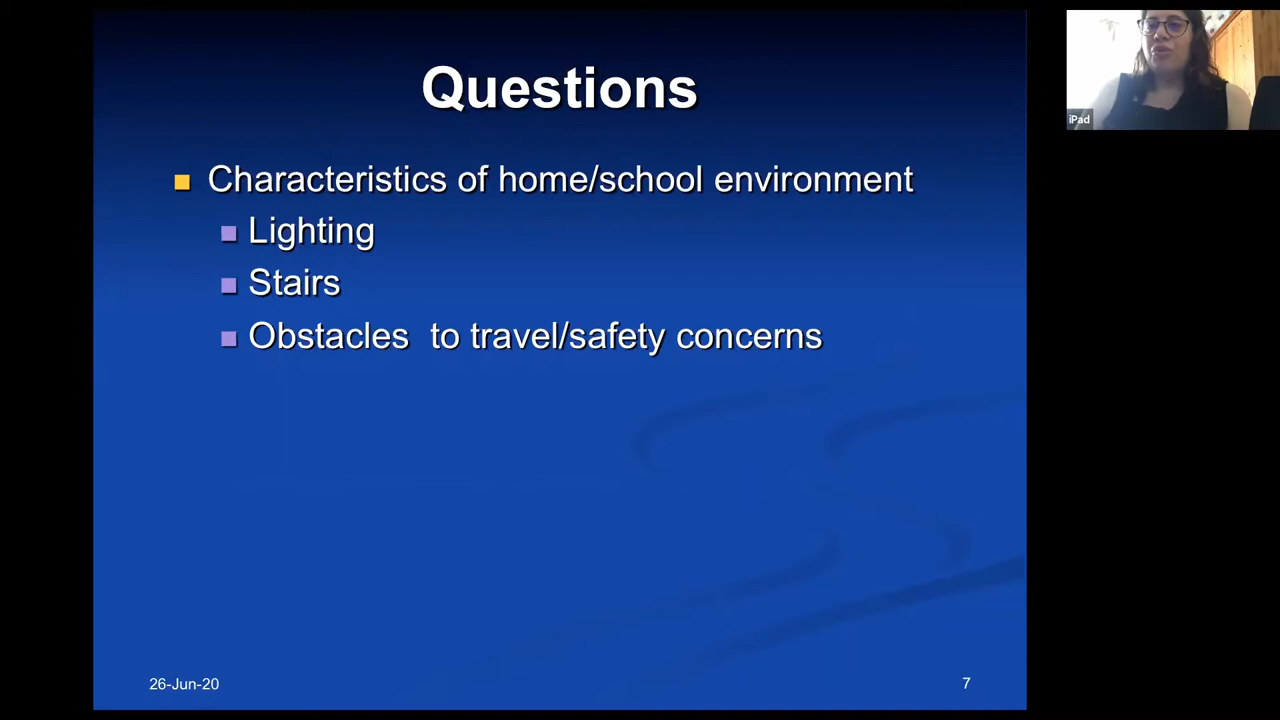 Questions
Characteristics of home/school environment
Lighting
Stairs
Obstacles  to travel/safety concerns
26-Jun-20
7
iPad